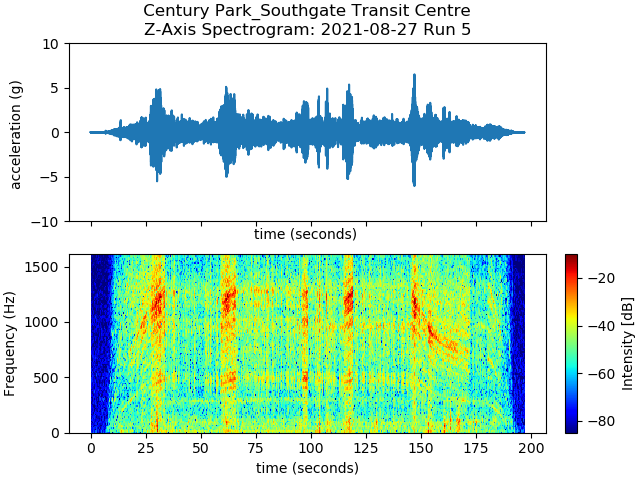 Century Park_Southgate Transit Centre
Z-Axis Spectrogram: 2021-08-27 Run 5
10
5
0
−5
−10
acceleration (g)
time (seconds)
1500
1000
500
0
Frequency (Hz)
0 25 50 75 100 125 150 175 200
time (seconds)
−20
−40
−60
−80
Intensity [dB]